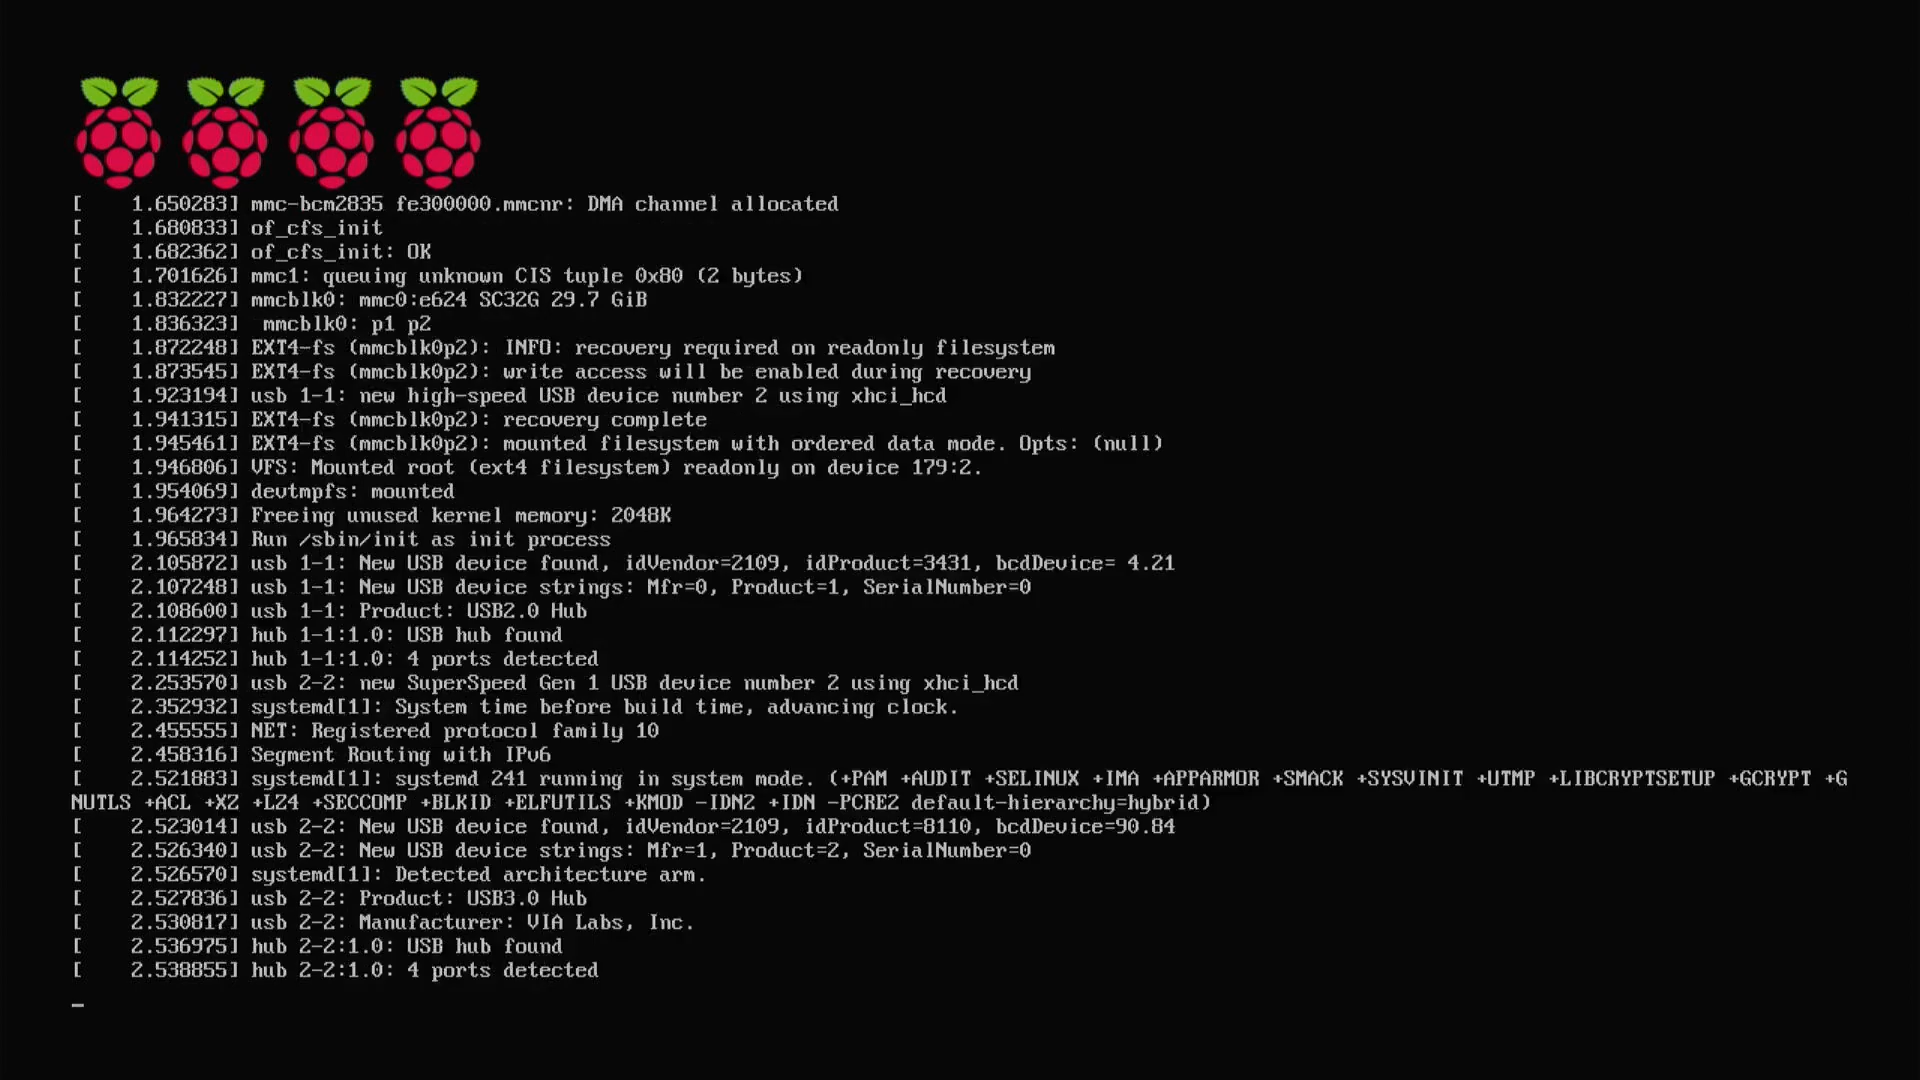 [    1.650283] mmc-bcm2835 fe300000.mmcnr: DMA channel allocated
[    1.680833] of_cfs_init
[    1.682362] of_cfs_init: OK
[    1.701626] mmc1: queuing unknown CIS tuple 0x80 (2 bytes)
[    1.832227] mmcblk0: mmc0:e624 SC32G 29.7 GiB
[    1.836323]  mmcblk0: p1 p2
[    1.872248] EXT4-fs (mmcblk0p2): INFO: recovery required on readonly filesystem
[    1.873545] EXT4-fs (mmcblk0p2): write access will be enabled during recovery
[    1.923194] usb 1-1: new high-speed USB device number 2 using xhci_hcd
[    1.941315] EXT4-fs (mmcblk0p2): recovery complete
[    1.945461] EXT4-fs (mmcblk0p2): mounted filesystem with ordered data mode. Opts: (null)
[    1.946806] VFS: Mounted root (ext4 filesystem) readonly on device 179:2.
[    1.954069] devtmpfs: mounted
[    1.964273] Freeing unused kernel memory: 2048K
[    1.965834] Run /sbin/init as init process
[    2.105872] usb 1-1: New USB device found, idVendor=2109, idProduct=3431, bcdDevice= 4.21
[    2.107248] usb 1-1: New USB device strings: Mfr=0, Product=1, SerialNumber=0
[    2.108600] usb 1-1: Product: USB2.0 Hub
[    2.112297] hub 1-1:1.0: USB hub found
[    2.114252] hub 1-1:1.0: 4 ports detected
[    2.253570] usb 2-2: new SuperSpeed Gen 1 USB device number 2 using xhci_hcd
[    2.352932] systemd[1]: System time before build time, advancing clock.
[    2.455555] NET: Registered protocol family 10
[    2.458316] Segment Routing with IPv6
[    2.521883] systemd[1]: systemd 241 running in system mode. (+PAM +AUDIT +SELINUX +IMA +APPARMOR +SMACK +SYSVINIT +UTMP +LIBCRYPTSETUP +GCRYPT +G
NUTLS +ACL +XZ +LZ4 +SECCOMP +BLKID +ELFUTILS +KMOD -IDN2 +IDN -PCRE2 default-hierarchy=hybrid)
[    2.523014] usb 2-2: New USB device found, idVendor=2109, idProduct=8110, bcdDevice=90.84
[    2.526340] usb 2-2: New USB device strings: Mfr=1, Product=2, SerialNumber=0
[    2.526570] systemd[1]: Detected architecture arm.
[    2.527836] usb 2-2: Product: USB3.0 Hub
[    2.530817] usb 2-2: Manufacturer: VIA Labs, Inc.
[    2.536975] hub 2-2:1.0: USB hub found
[    2.538855] hub 2-2:1.0: 4 ports detected
_